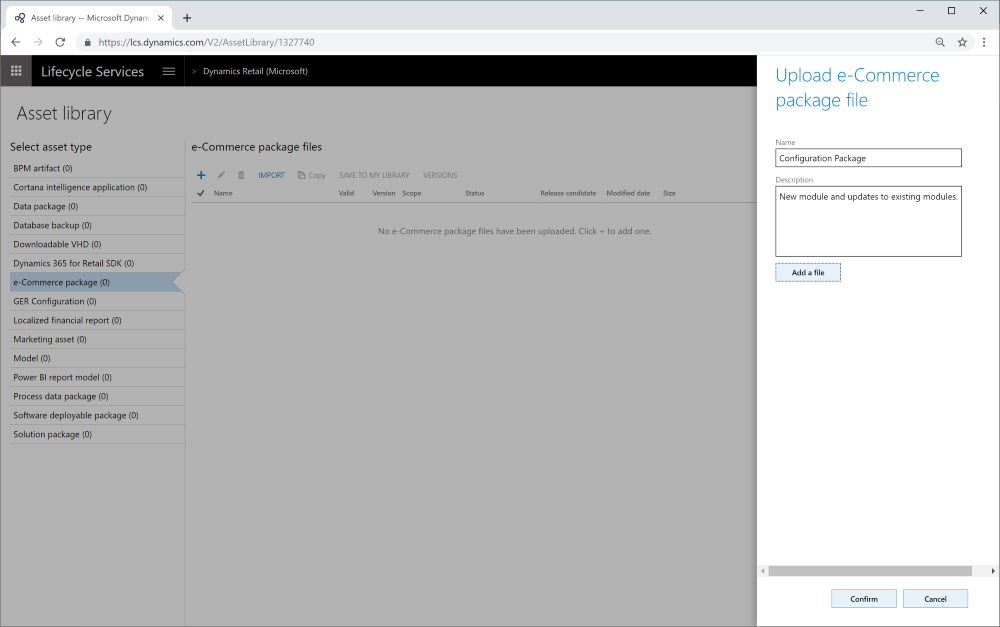 Asset library -- Microsoft Dynam
https://lcs.dynamics.com/V2/AssetLibrary/1327740
Lifecycle Services
> Dynamics Retail (Microsoft)
Asset library
Select asset type
BPM artifact (0)
Cortana intelligence application (0)
Data package (0)
Database backup (0)
Downloadable VHD (0)
Dynamics 365 for Retail SDK (0)
e-Commerce package (0)
GER Configuration (0)
Localized financial report (0)
Marketing asset (0)
Model (0)
Power BI report model (0)
Process data package (0)
Software deployable package (0)
Solution package (0)
e-Commerce package files
IMPORT Copy SAVE TO MY LIBRARY VERSIONS
Name Valid Version Scope Status Release candidate Modified date Size
No e-Commerce package files have been uploaded. Click + to add one.
Upload e-Commerce
package file
Name
Configuration Package
Description
New module and updates to existing modules.
Add a file
Confirm Cancel